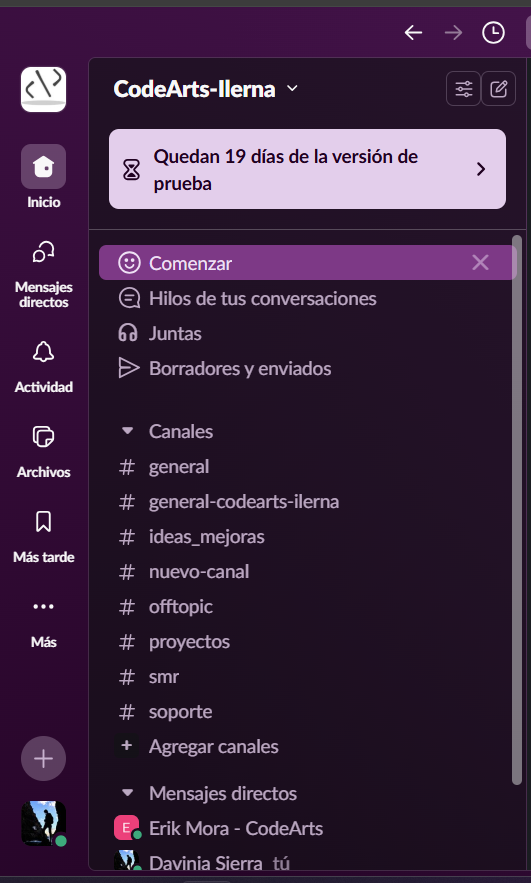 CodeArts-Ilerna
Quedan 19 días de la versión de
prueba
Inicio
Mensajes
directos
Actividad
Archivos
Más tarde
Más
Comenzar
Hilos de tus conversaciones
Juntas
Borradores y enviados
Canales
# general
# general-codearts-ilerna
# ideas_mejoras
# nuevo-canal
# offtopic
# proyectos
# smr
# soporte
+ Agregar canales
Mensajes directos
E Erik Mora - CodeArts
Davinia Sierra tú